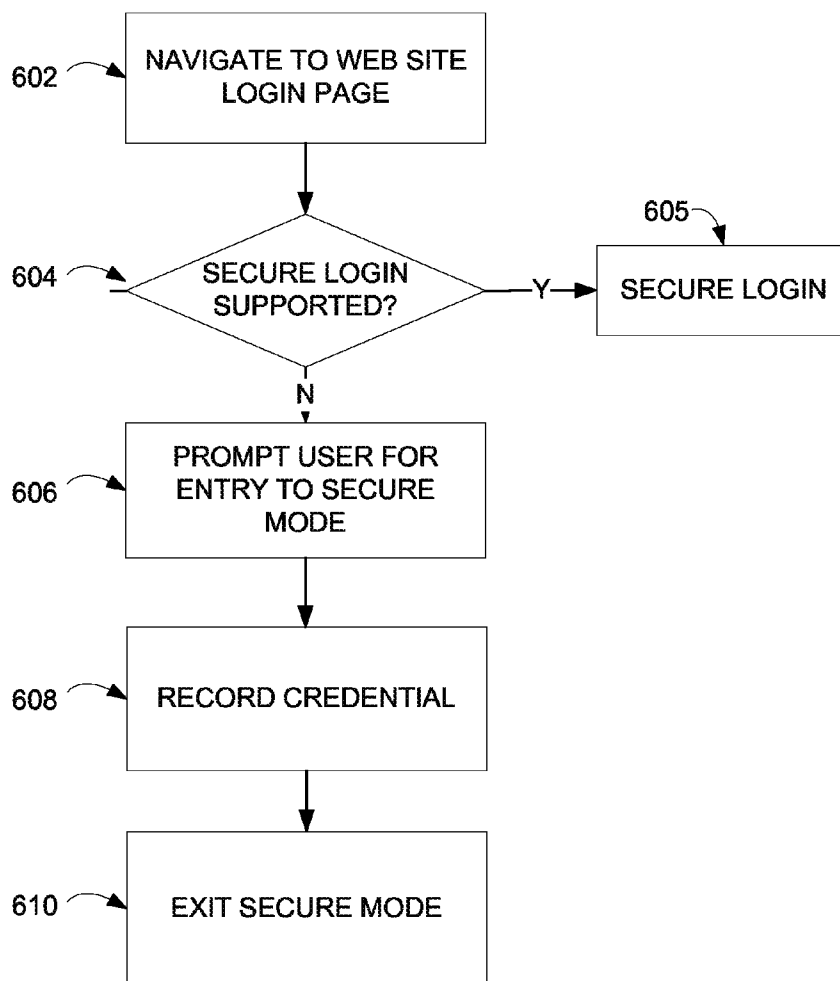 602
NAVIGATE TO WEB SITE
LOGIN PAGE
604
SECURE LOGIN
SUPPORTED?
Y
605
SECURE LOGIN
N
606
PROMPT USER FOR
ENTRY TO SECURE
MODE
608
RECORD CREDENTIAL
610
EXIT SECURE MODE